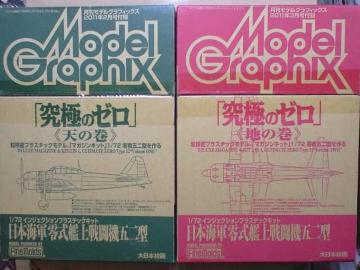 月刊モデルグラフィックス
2011年2月号付録
Model
Graphix
「究極のゼロ」
《天の巻》
1/72 インジェクションプラスチックキット
日本海軍零式艦上戦闘機五二型
FineMolds
大日本絵画
月刊モデルグラフィックス
2011年3月号付録
Model
Graphix
「究極のゼロ」
《地の巻》
1/72 インジェクションプラスチックキット
日本海軍零式艦上戦闘機五二型
FineMolds
大日本絵画